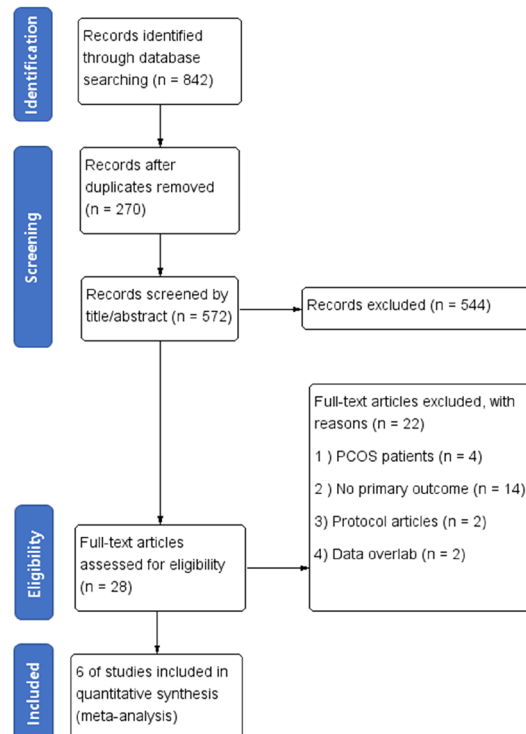 Identification
Records identified
through database
searching (n = 842)
Screening
Records after
duplicates removed
(n = 270)
Records screened by
title/abstract (n = 572)
Records excluded (n = 544)
Full-text articles excluded, with
reasons (n = 22)
1 ) PCOS patients (n = 4)
2 ) No primary outcome (n = 14)
3) Protocol articles (n = 2)
4) Data overlab (n = 2)
Eligibility
Full-text articles
assessed for eligibility
(n = 28)
Included
6 of studies included in
quantitative synthesis
(meta-analysis)